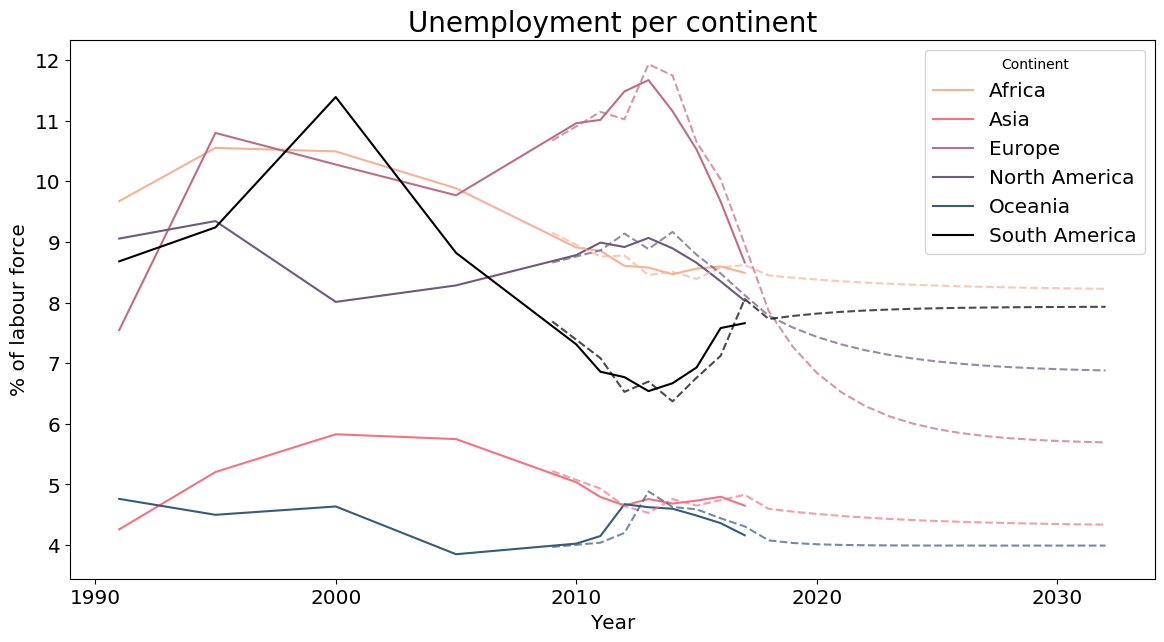 Unemployment per continent
% of labour force
12
11
10
9
8
7
6
5
4
1990
2000
2010
2020
2030
Year
Continent
Africa
Asia
Europe
North America
Oceania
South America